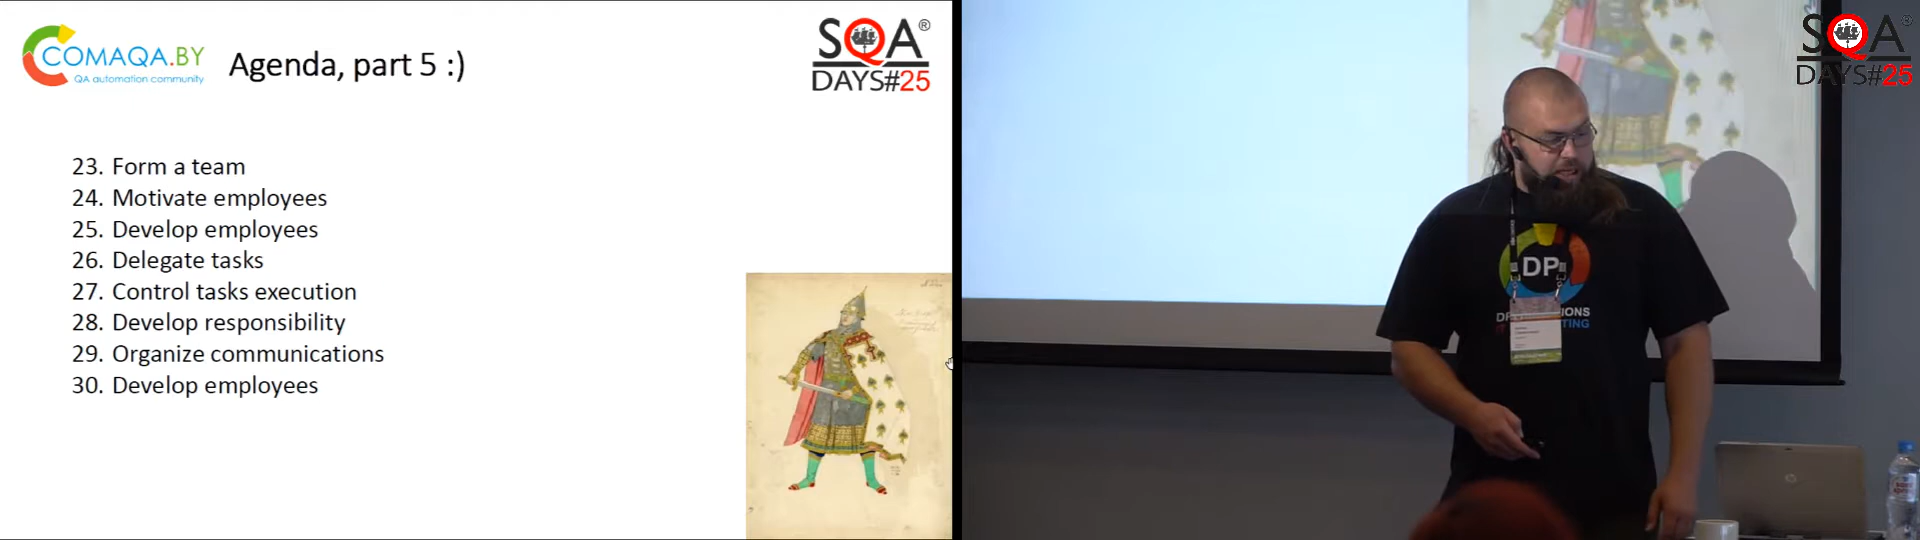 COMAQA.BY
QA automation community
Agenda, part 5 :)
SQA®
DAYS#25
23. Form a team
24. Motivate employees
25. Develop employees
26. Delegate tasks
27. Control tasks execution
28. Develop responsibility
29. Organize communications
30. Develop employees
SQA®
DAYS#25
DP